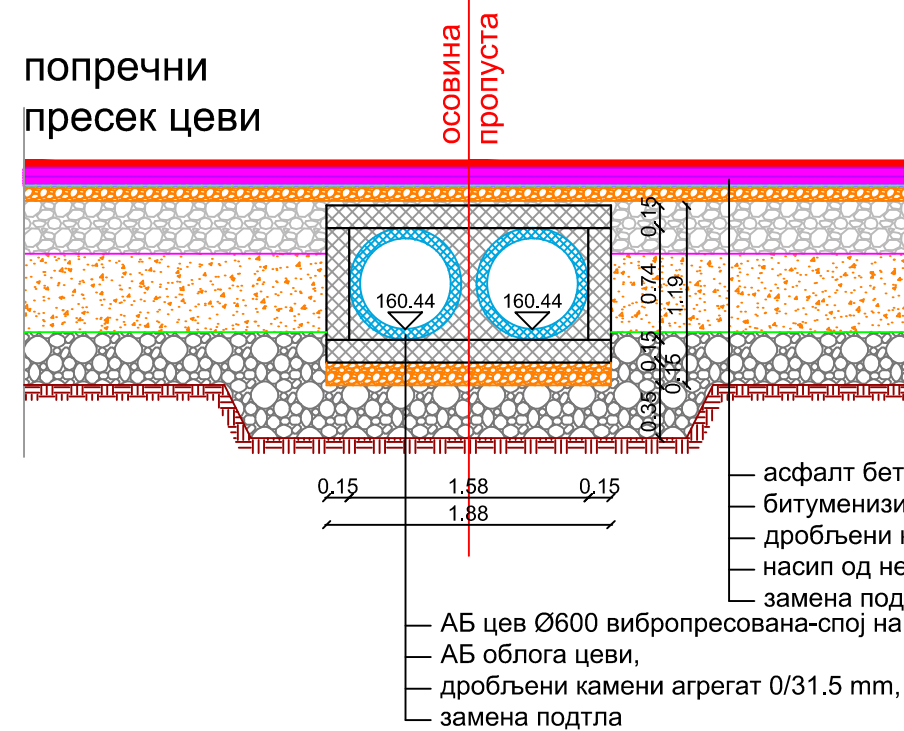 попречни
пресек цеви
осовина
пропуста
160.44
160.44
0.15
0.74
0.15
0.35
1.19
0.15
0.15
1.58
0.15
1.88
асфалт бет
битуменизи
дробљени к
насип од не
замена под
АБ цев Ø600 вибропресована-спој на
АБ облога цеви,
дробљени камени агрегат 0/31.5 mm,
замена подтла